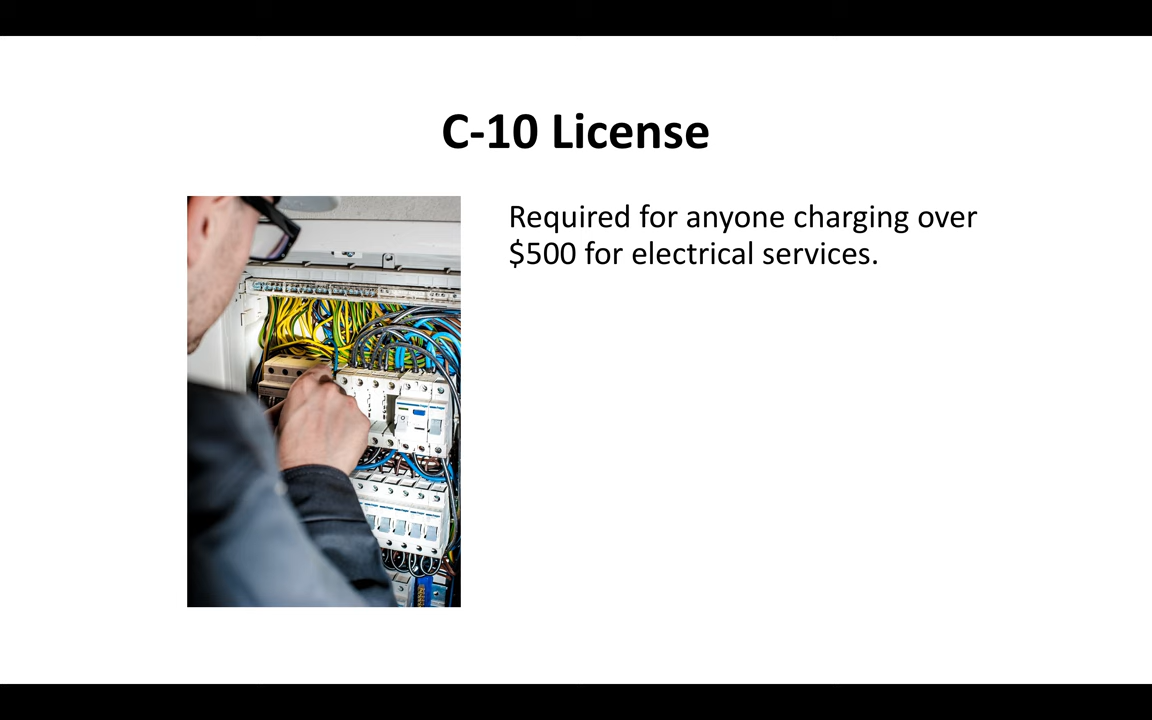 C-10 License
Required for anyone charging over
$500 for electrical services.